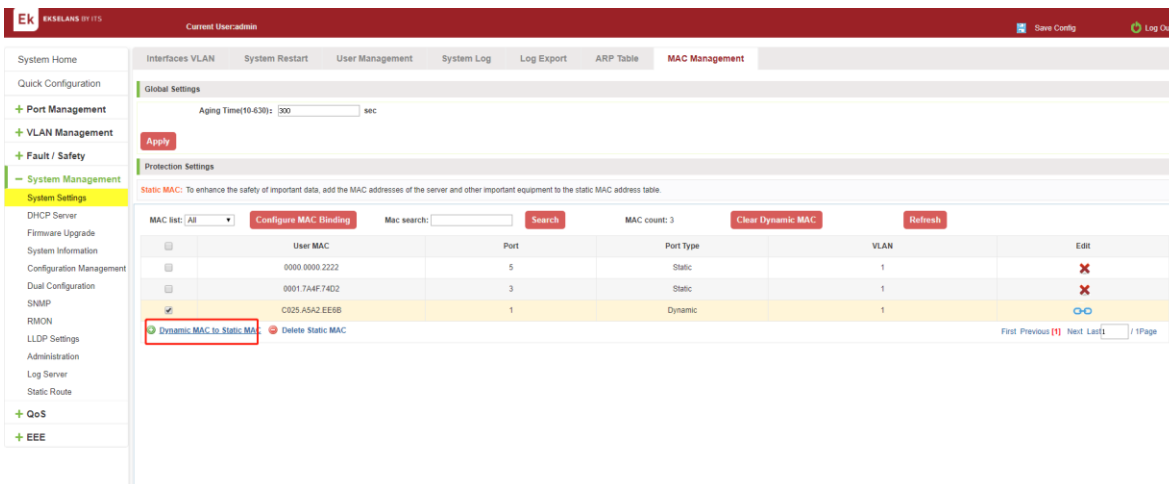 Ek EKSELANS BY ITS
Current User:admin
Save Config
Log Ou
System Home
Quick Configuration
+ Port Management
+ VLAN Management
+ Fault / Safety
− System Management
System Settings
DHCP Server
Firmware Upgrade
System Information
Configuration Management
Dual Configuration
SNMP
RMON
LLDP Settings
Administration
Log Server
Static Route
+ QoS
+ EEE
Interfaces VLAN System Restart User Management System Log Log Export ARP Table MAC Management
Global Settings
Aging Time(10-630): 300 sec
Apply
Protection Settings
Static MAC: To enhance the safety of important data, add the MAC addresses of the server and other important equipment to the static MAC address table.
MAC list: All Configure MAC Binding Mac search: Search MAC count: 3 Clear Dynamic MAC Refresh
User MAC Port Port Type VLAN Edit
0000.0000.2222 5 Static 1
0001.7A4F.74D2 3 Static 1
C025.A5A2.EE6B 1 Dynamic 1
Dynamic MAC to Static MAC Delete Static MAC
First Previous [1] Next Last 1 / 1Page